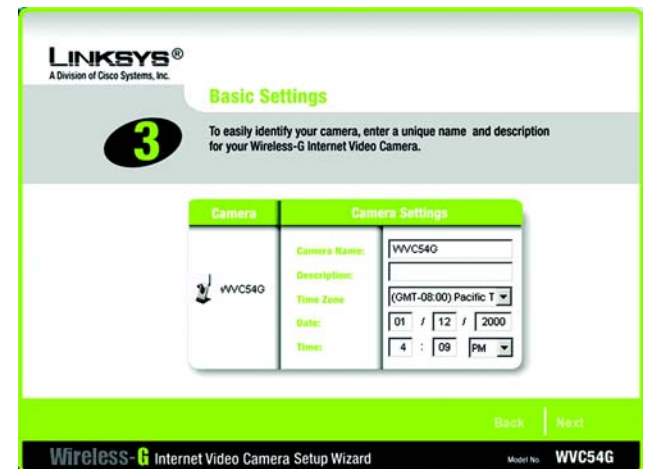 LINKSYS®
A Division of Cisco Systems, Inc.
Basic Settings
3
To easily identify your camera, enter a unique name and description
for your Wireless-G Internet Video Camera.
Camera
Camera Settings
WVC54G
Camera Name: WVC54G
Description:
Time Zone (GMT-08:00) Pacific T
Date: 01 / 12 / 2000
Time: 4 : 09 PM
Back Next
Wireless-G Internet Video Camera Setup Wizard Model No. WVC54G